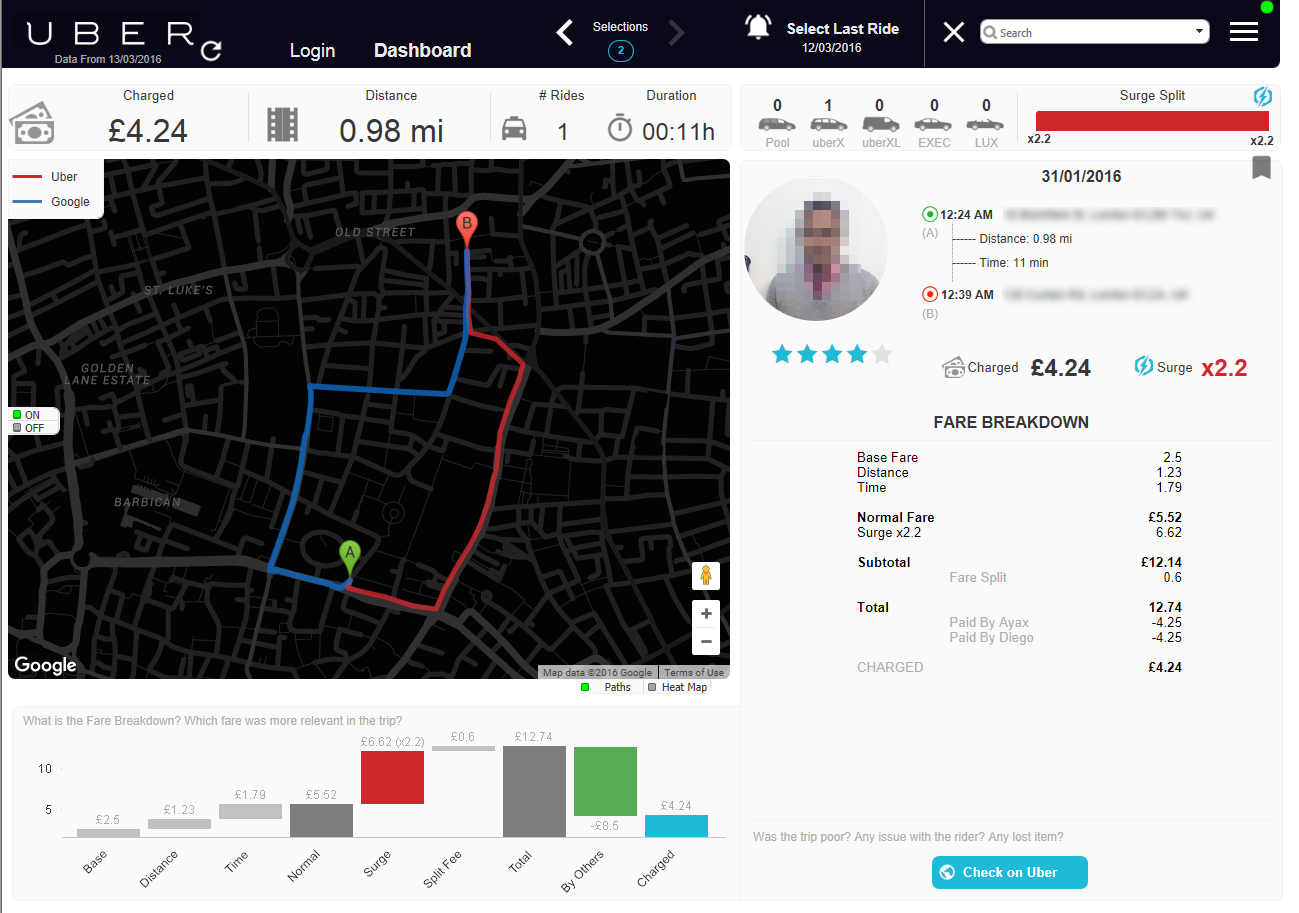 UBER
Data From 13/03/2016
Login
Dashboard
Selections
2
Select Last Ride
12/03/2016
Search
Charged
£4.24
Distance
0.98 mi
# Rides
1
Duration
00:11h
0
Pool
1
uberX
0
uberXL
0
EXEC
0
LUX
Surge Split
x2.2
x2.2
Uber
Google
OLD STREET
ST. LUKE'S
GOLDEN
LANE ESTATE
BARBICAN
B
A
ON
OFF
+
−
Google
Map data ©2016 Google
Terms of Use
Paths
Heat Map
31/01/2016
12:24 AM
(A)
Distance: 0.98 mi
Time: 11 min
12:39 AM
(B)
Charged £4.24
Surge x2.2
FARE BREAKDOWN
Base Fare 2.5
Distance 1.23
Time 1.79
Normal Fare £5.52
Surge x2.2 6.62
Subtotal £12.14
Fare Split 0.6
Total 12.74
Paid By Ayax -4.25
Paid By Diego -4.25
CHARGED £4.24
What is the Fare Breakdown? Which fare was more relevant in the trip?
10
5
£2.5
£1.23
£1.79
£5.52
£6.62 (x2.2)
£0.6
£12.74
-£8.5
£4.24
Base
Distance
Time
Normal
Surge
Split Fee
Total
By Others
Charged
Was the trip poor? Any issue with the rider? Any lost item?
Check on Uber